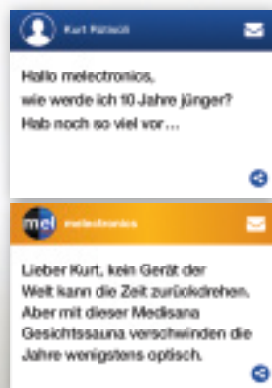 Kurt
Hallo melectronics,
wie werde ich 10 Jahre jünger?
Hab noch so viel vor...
mel melectronics
Lieber Kurt, kein Gerät der
Welt kann die Zeit zurückdrehen.
Aber mit dieser Medisana
Gesichtssauna verschwinden die
Jahre wenigstens optisch.